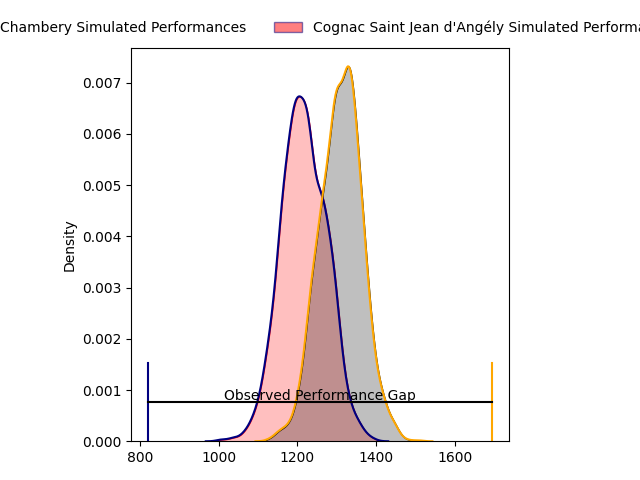 Chambery Simulated Performances
Cognac Saint Jean d'Angély Simulated Performa
0.007
0.006
0.005
0.004
0.003
0.002
0.001
0.000
Density
Observed Performance Gap
800 1000 1200 1400 1600